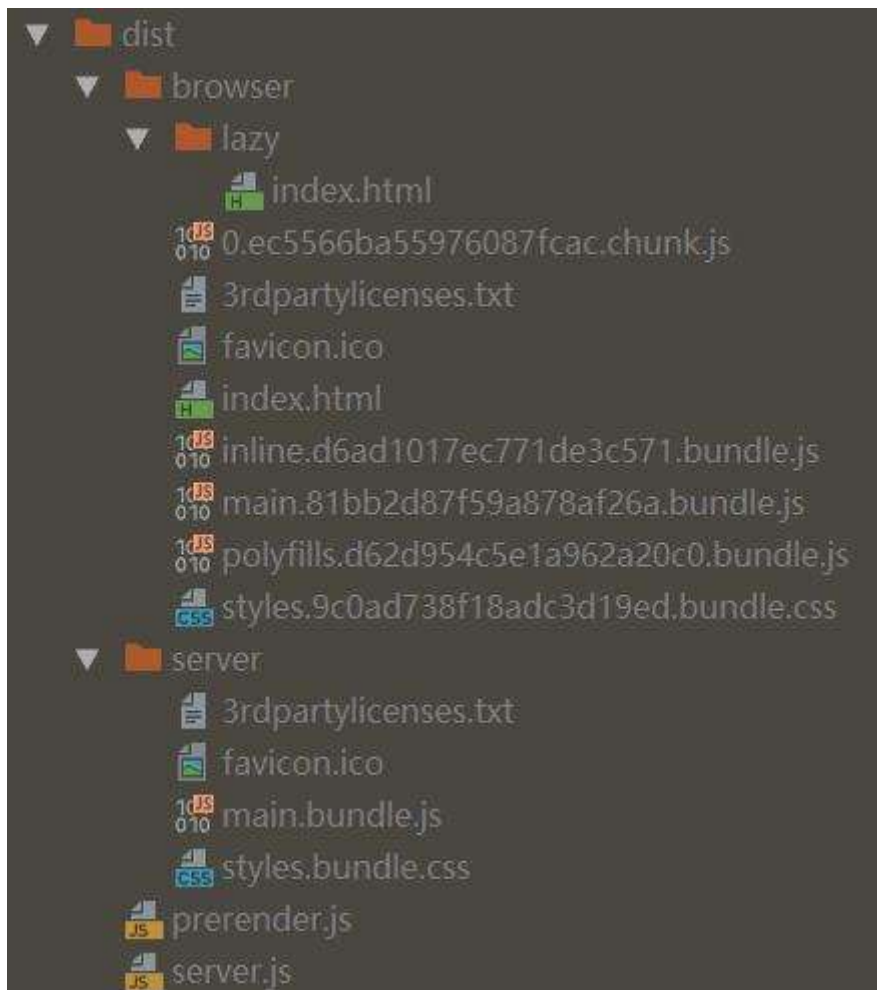 dist
browser
lazy
index.html
0.ec5566ba55976087fcac.chunk.js
3rdpartylicenses.txt
favicon.ico
index.html
inline.d6ad1017ec771de3c571.bundle.js
main.81bb2d87f59a878af26a.bundle.js
polyfills.d62d954c5e1a962a20c0.bundle.js
styles.9c0ad738f18adc3d19ed.bundle.css
server
3rdpartylicenses.txt
favicon.ico
main.bundle.js
styles.bundle.css
prerender.js
server.js